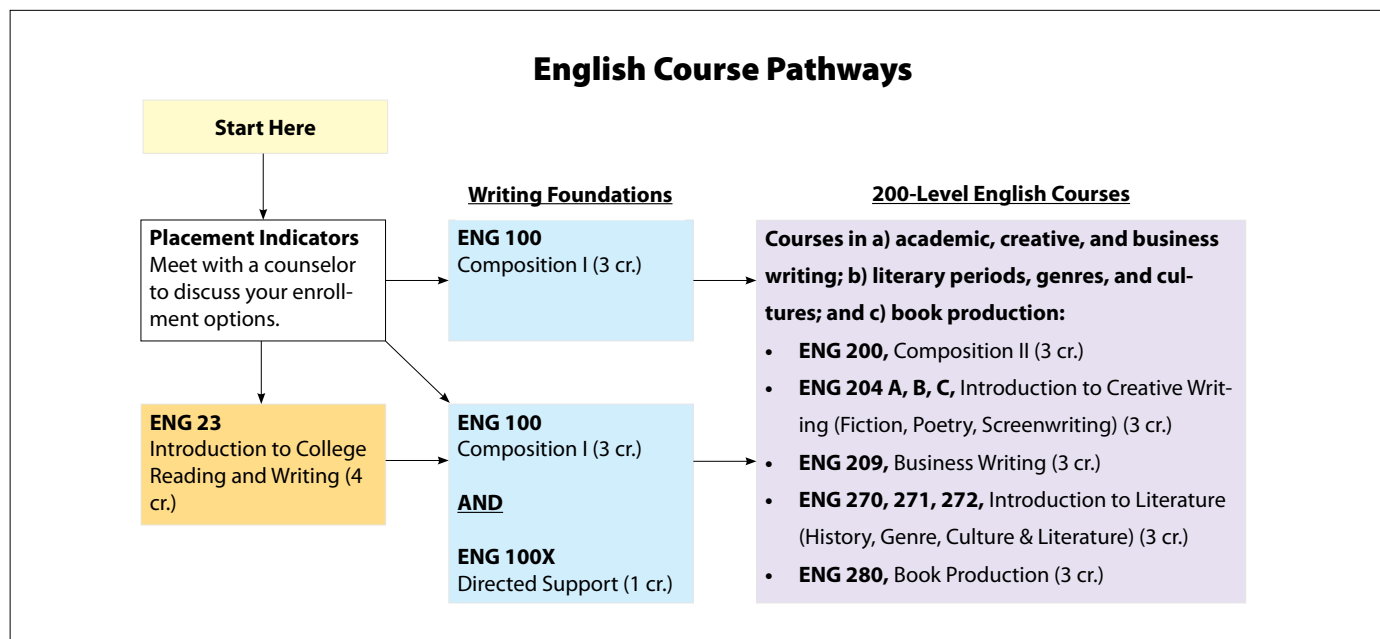 English Course Pathways
Start Here
Placement Indicators
Meet with a counselor
to discuss your enroll-
ment options.
ENG 23
Introduction to College
Reading and Writing (4
cr.)
Writing Foundations
ENG 100
Composition I (3 cr.)
ENG 100
Composition I (3 cr.)
AND
ENG 100X
Directed Support (1 cr.)
200-Level English Courses
Courses in a) academic, creative, and business
writing; b) literary periods, genres, and cul-
tures; and c) book production:
• ENG 200, Composition II (3 cr.)
• ENG 204 A, B, C, Introduction to Creative Writ-
ing (Fiction, Poetry, Screenwriting) (3 cr.)
• ENG 209, Business Writing (3 cr.)
• ENG 270, 271, 272, Introduction to Literature
(History, Genre, Culture & Literature) (3 cr.)
• ENG 280, Book Production (3 cr.)